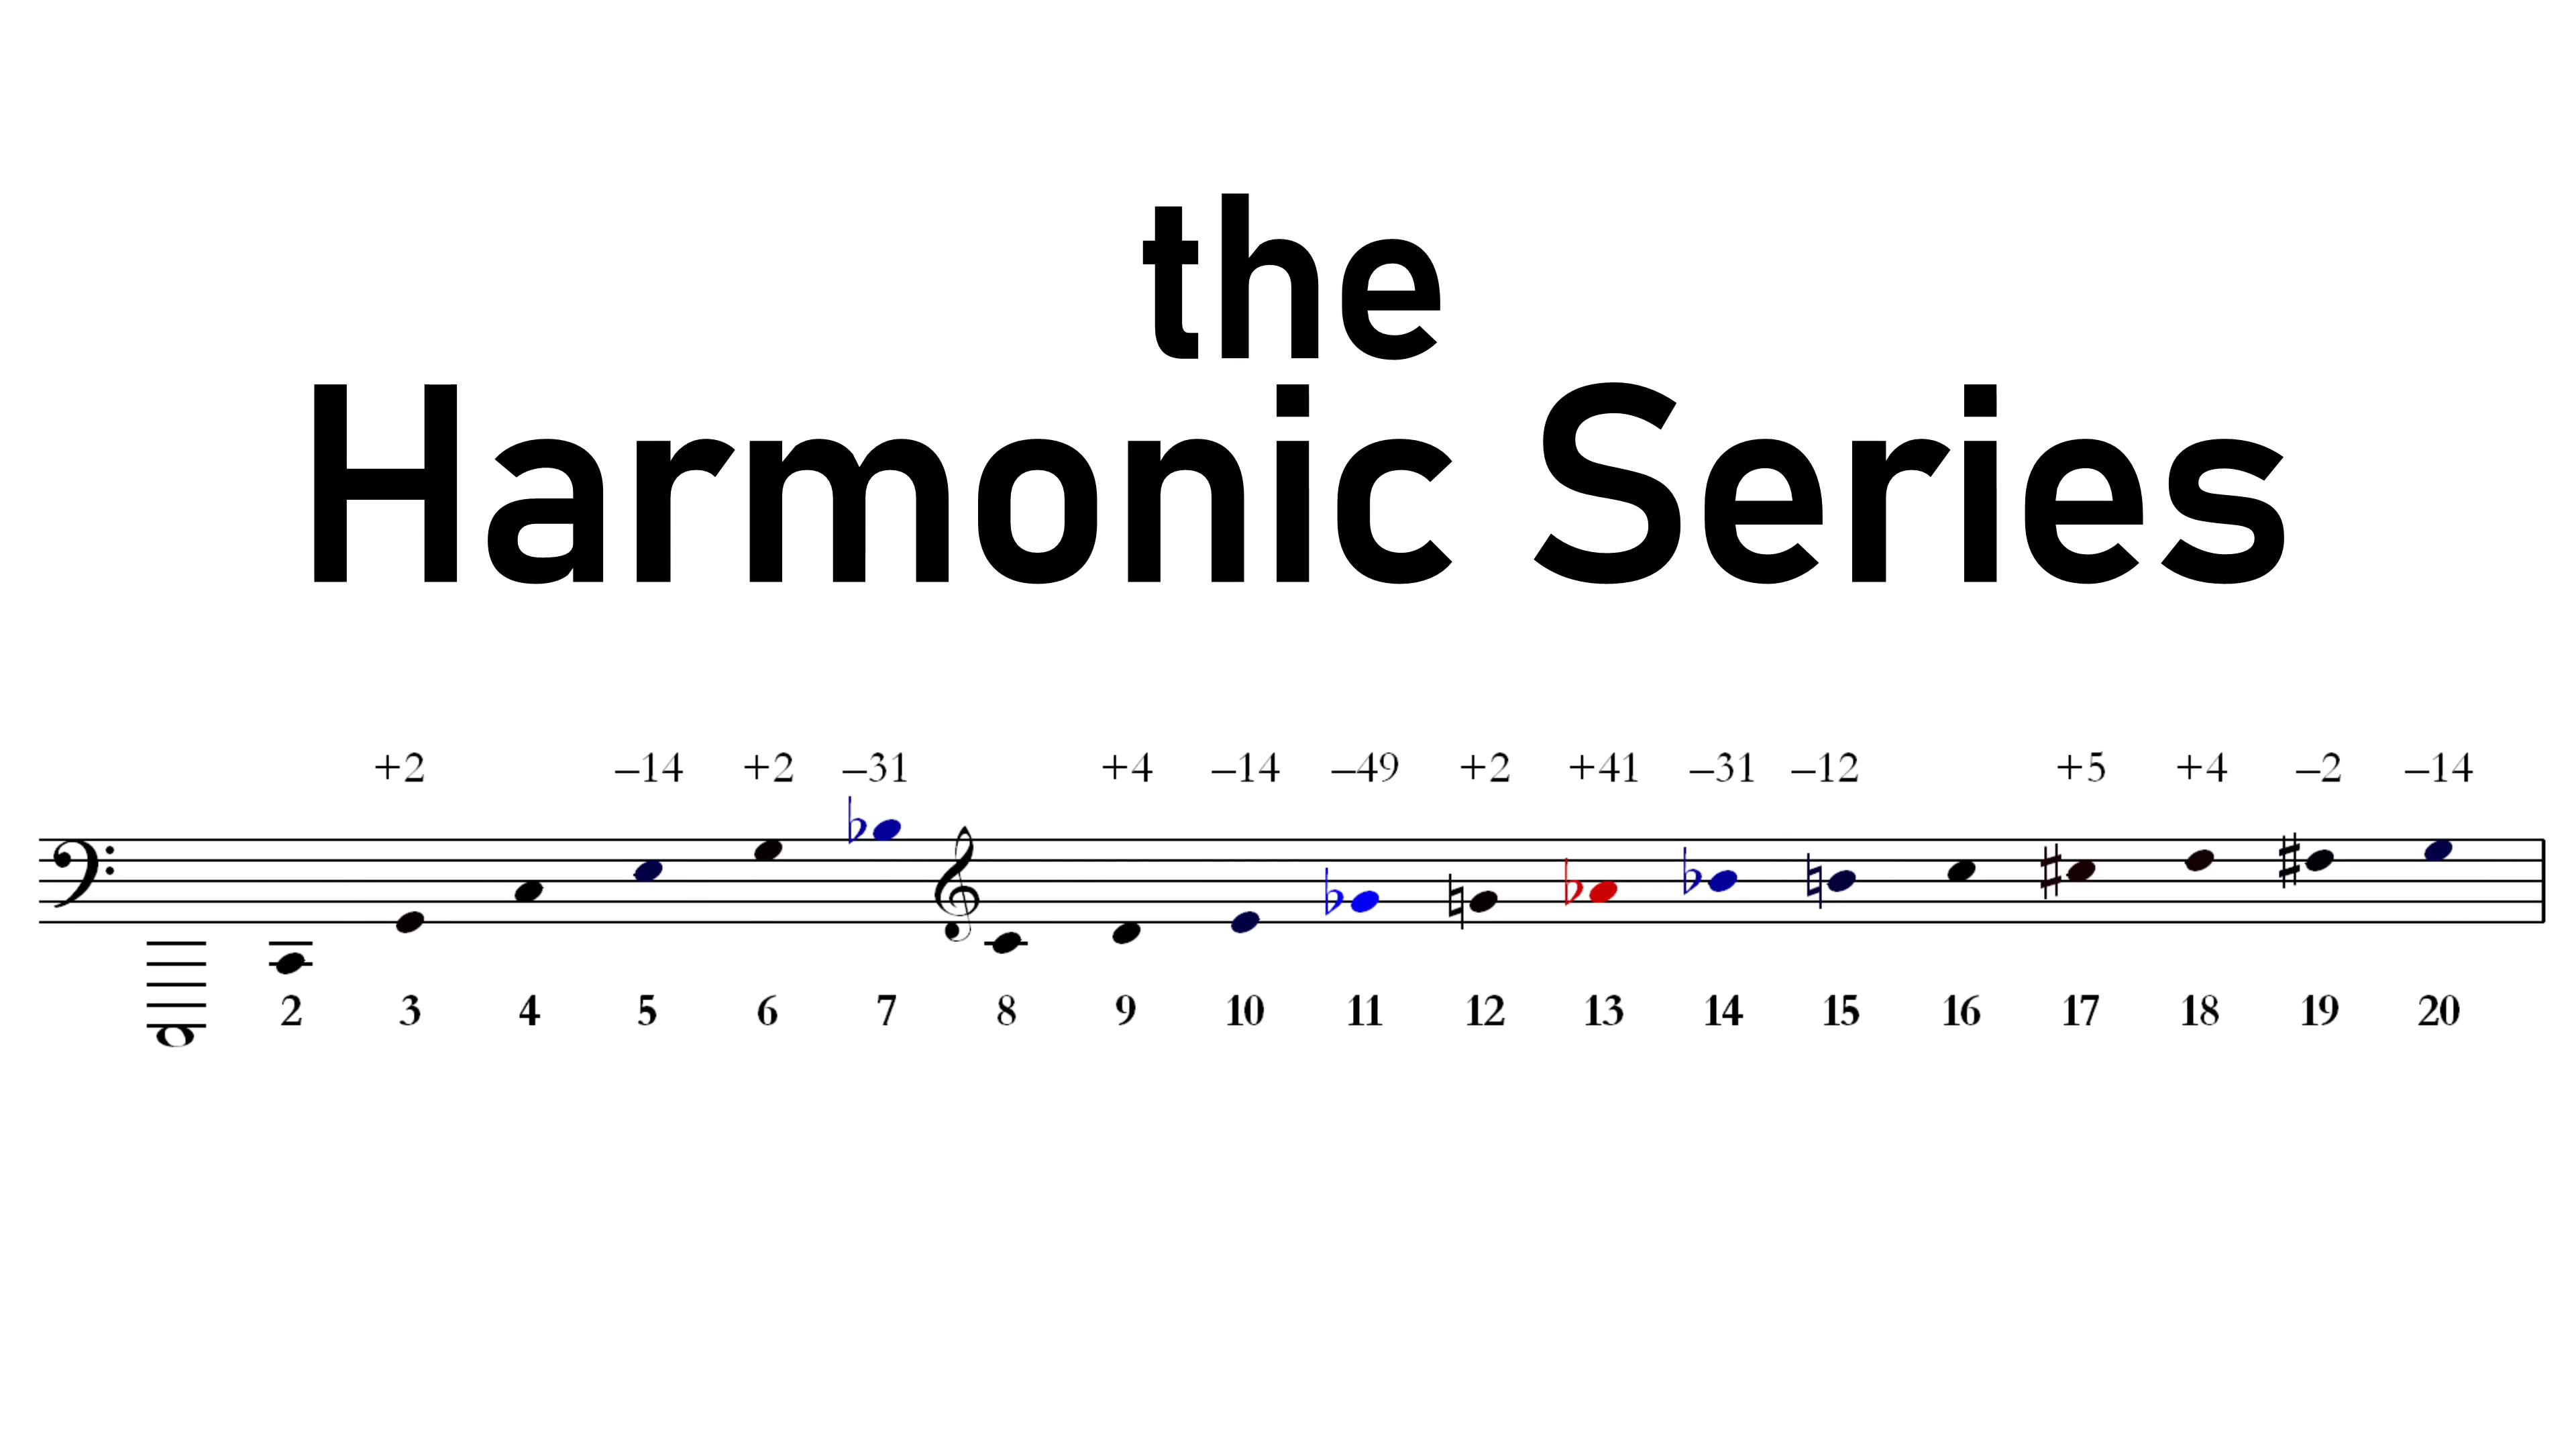 the
Harmonic Series
+2 –14 +2 –31 +4 –14 –49 +2 +41 –31 –12 +5 +4 –2 –14
2 3 4 5 6 7 8 9 10 11 12 13 14 15 16 17 18 19 20